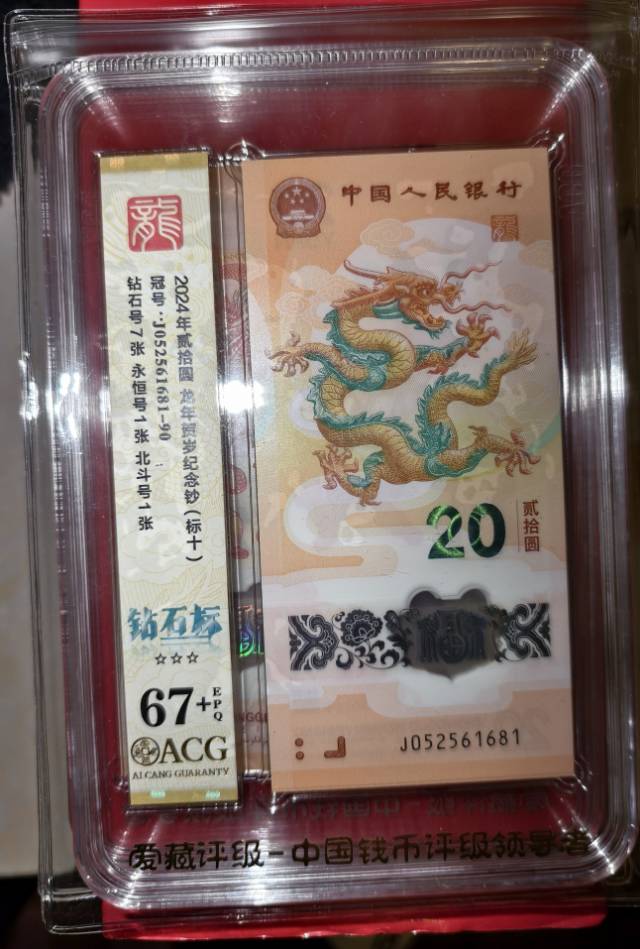 龍
2024年贰拾圆 龙年贺岁纪念钞(标十)
冠号·J052561681-90
钻石号7张 永恒号1张 北斗号1张
钻石标
☆☆☆
67+EPQ
ACG
AI CANG GUARANTY
中国人民银行
20
贰拾圆
J052561681
爱藏评级-中国钱币评级领导者